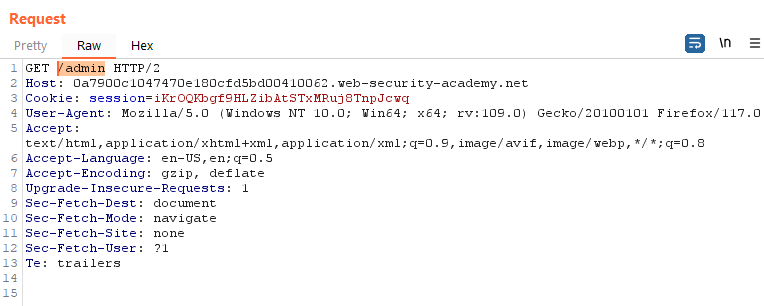 Request
Pretty Raw Hex \n
1 GET /admin HTTP/2
2 Host: 0a7900c1047470e180cfd5bd00410062.web-security-academy.net
3 Cookie: session=iKrOQKbgf9HLZibAtSTxMRuj8TnpJcwq
4 User-Agent: Mozilla/5.0 (Windows NT 10.0; Win64; x64; rv:109.0) Gecko/20100101 Firefox/117.0
5 Accept:
text/html,application/xhtml+xml,application/xml;q=0.9,image/avif,image/webp,*/*;q=0.8
6 Accept-Language: en-US,en;q=0.5
7 Accept-Encoding: gzip, deflate
8 Upgrade-Insecure-Requests: 1
9 Sec-Fetch-Dest: document
10 Sec-Fetch-Mode: navigate
11 Sec-Fetch-Site: none
12 Sec-Fetch-User: ?1
13 Te: trailers
14
15